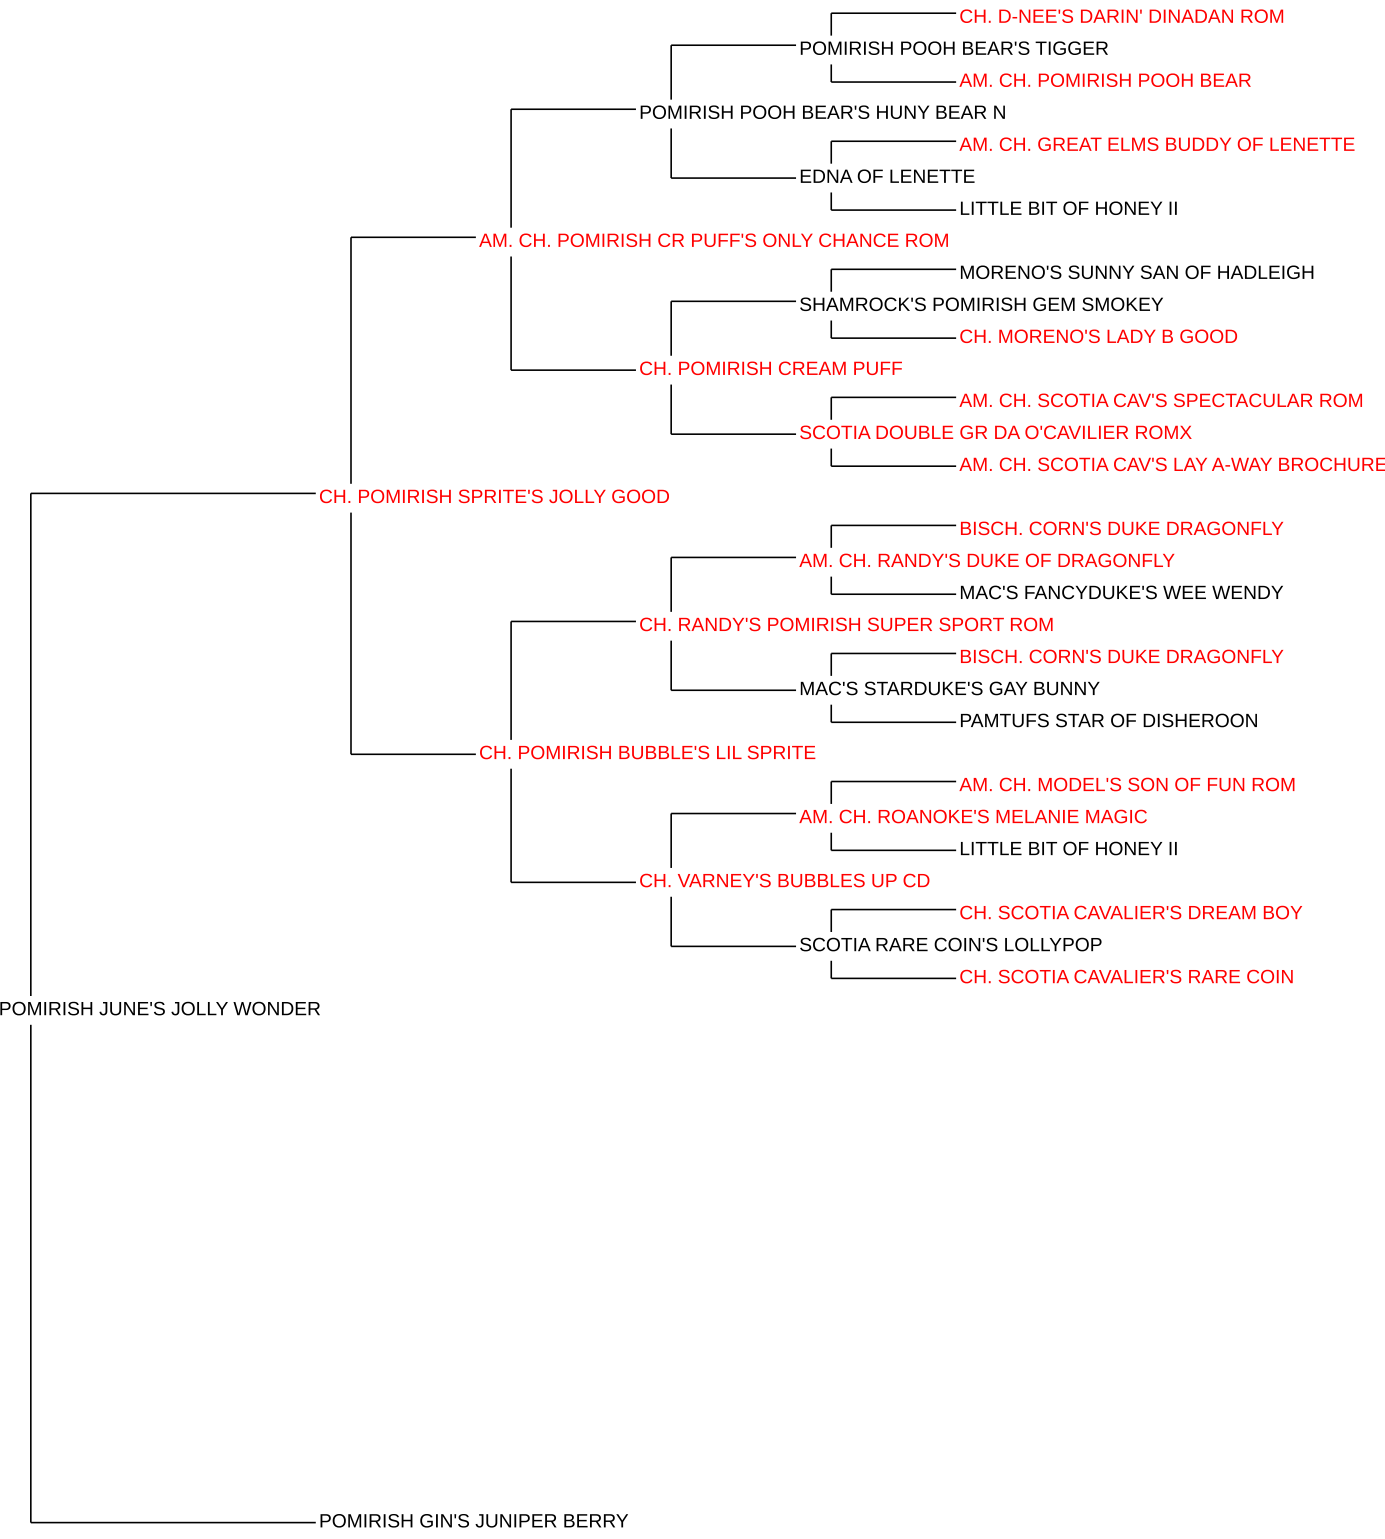 CH. D-NEE'S DARIN' DINADAN ROM
POMIRISH POOH BEAR'S TIGGER
AM. CH. POMIRISH POOH BEAR
POMIRISH POOH BEAR'S HUNY BEAR N
AM. CH. GREAT ELMS BUDDY OF LENETTE
EDNA OF LENETTE
LITTLE BIT OF HONEY II
AM. CH. POMIRISH CR PUFF'S ONLY CHANCE ROM
MORENO'S SUNNY SAN OF HADLEIGH
SHAMROCK'S POMIRISH GEM SMOKEY
CH. MORENO'S LADY B GOOD
CH. POMIRISH CREAM PUFF
AM. CH. SCOTIA CAV'S SPECTACULAR ROM
SCOTIA DOUBLE GR DA O'CAVILIER ROMX
AM. CH. SCOTIA CAV'S LAY A-WAY BROCHURE
CH. POMIRISH SPRITE'S JOLLY GOOD
BISCH. CORN'S DUKE DRAGONFLY
AM. CH. RANDY'S DUKE OF DRAGONFLY
MAC'S FANCYDUKE'S WEE WENDY
CH. RANDY'S POMIRISH SUPER SPORT ROM
BISCH. CORN'S DUKE DRAGONFLY
MAC'S STARDUKE'S GAY BUNNY
PAMTUFS STAR OF DISHEROON
CH. POMIRISH BUBBLE'S LIL SPRITE
AM. CH. MODEL'S SON OF FUN ROM
AM. CH. ROANOKE'S MELANIE MAGIC
LITTLE BIT OF HONEY II
CH. VARNEY'S BUBBLES UP CD
CH. SCOTIA CAVALIER'S DREAM BOY
SCOTIA RARE COIN'S LOLLYPOP
CH. SCOTIA CAVALIER'S RARE COIN
POMIRISH JUNE'S JOLLY WONDER
POMIRISH GIN'S JUNIPER BERRY